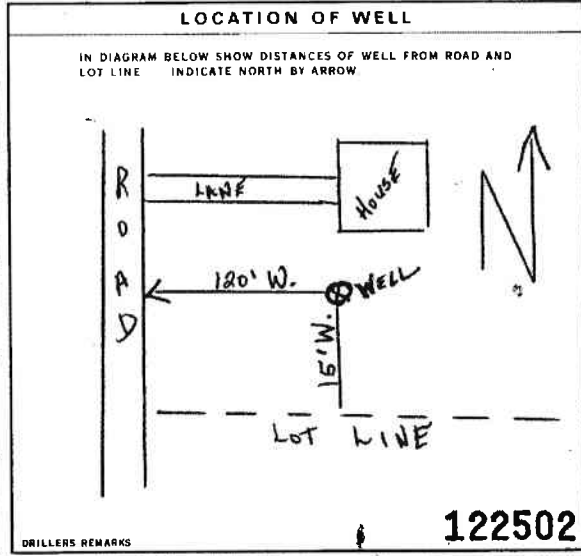 LOCATION OF WELL
IN DIAGRAM BELOW SHOW DISTANCES OF WELL FROM ROAD AND
LOT LINE INDICATE NORTH BY ARROW
ROAD
LANE
HOUSE
N
120' W.
WELL
15' W.
LOT LINE
DRILLERS REMARKS
122502